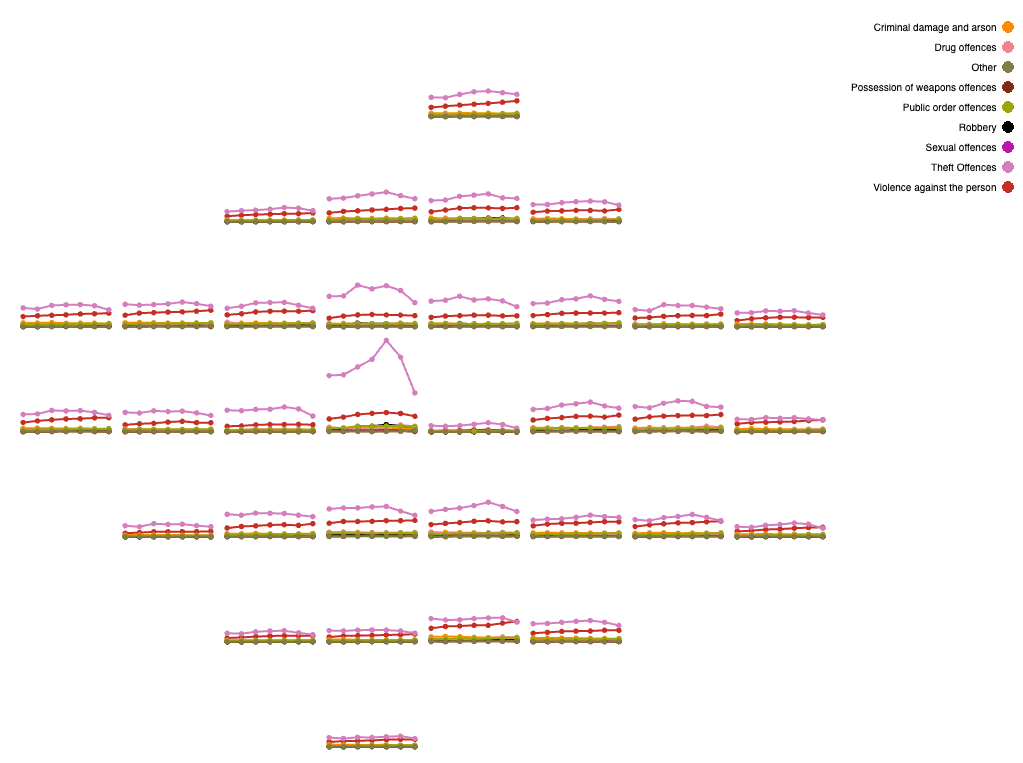 Criminal damage and arson
Drug offences
Other
Possession of weapons offences
Public order offences
Robbery
Sexual offences
Theft Offences
Violence against the person